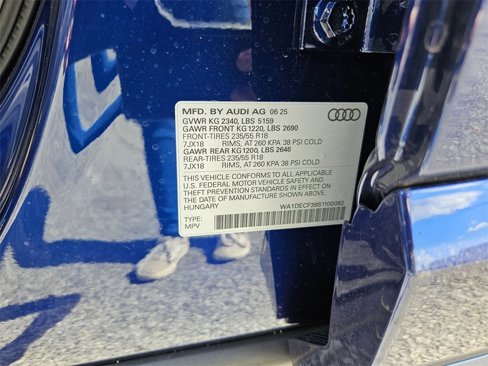 MFD. BY AUDI AG 06 25
GVWR KG 2340, LBS 5159
GAWR FRONT KG 1220, LBS 2690
FRONT-TIRES 235/55 R18
7JX18 RIMS, AT 260 KPA 38 PSI COLD
GAWR REAR KG 1200, LBS 2646
REAR-TIRES 235/55 R18
7JX18 RIMS, AT 260 KPA 38 PSI COLD
THIS VEHICLE CONFORMS TO ALL APPLICABLE
U.S. FEDERAL MOTOR VEHICLE SAFETY AND
THEFT PREVENTION STANDARDS IN EFFECT ON
THE DATE OF MANUFACTURE SHOWN ABOVE
HUNGARY
WA1DECF39S1100062
TYPE:
MPV